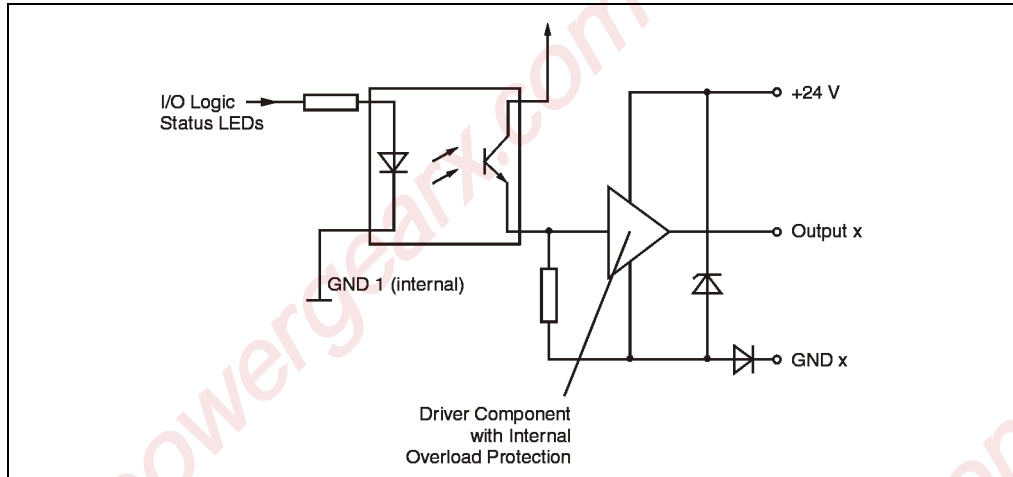 I/O Logic
Status LEDs
+24 V
Output x
GND 1 (internal)
GND x
Driver Component
with Internal
Overload Protection
powergearx.com